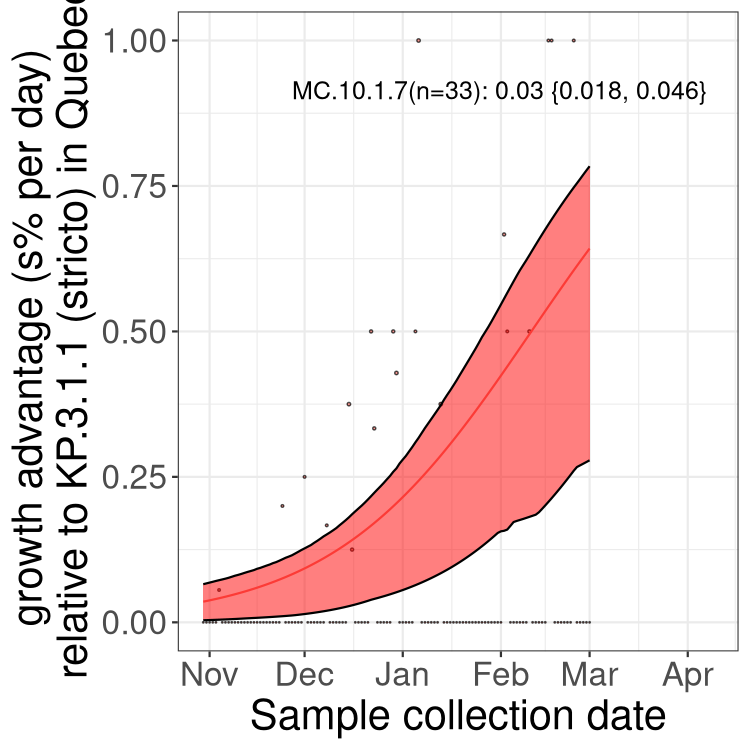 growth advantage (s% per day)
relative to KP.3.1.1 (stricto) in Quebec
1.00
0.75
0.50
0.25
0.00
MC.10.1.7(n=33): 0.03 {0.018, 0.046}
Nov Dec Jan Feb Mar Apr
Sample collection date